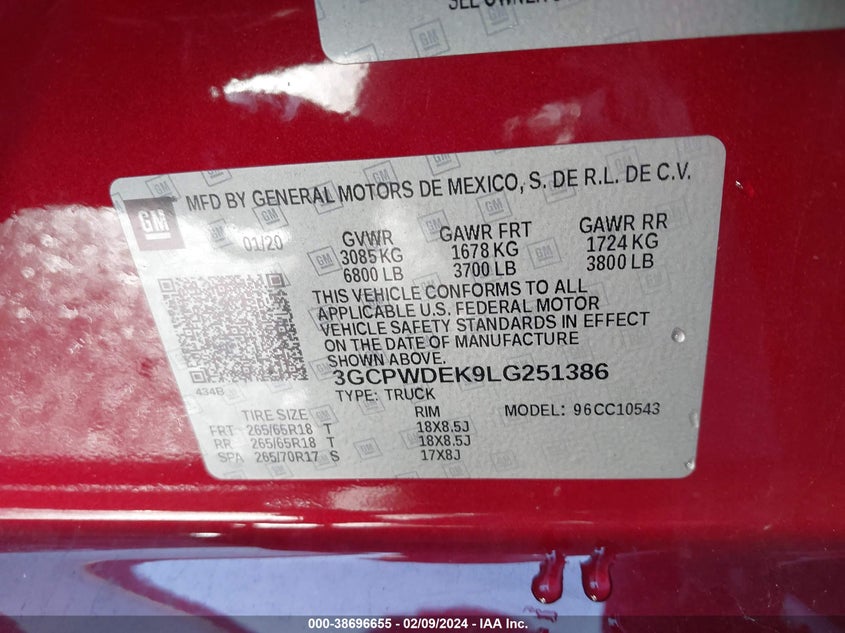 SEE OWNER
GM
MFD BY GENERAL MOTORS DE MEXICO, S. DE R.L. DE C.V.
01/20 GVWR GAWR FRT GAWR RR
3085 KG 1678 KG 1724 KG
6800 LB 3700 LB 3800 LB
THIS VEHICLE CONFORMS TO ALL
APPLICABLE U.S. FEDERAL MOTOR
VEHICLE SAFETY STANDARDS IN EFFECT
ON THE DATE OF MANUFACTURE
SHOWN ABOVE.
434B
3GCPWDEK9LG251386
TYPE: TRUCK
TIRE SIZE RIM MODEL: 96CC10543
FRT 265/65R18 T 18X8.5J
RR 265/65R18 T 18X8.5J
SPA 265/70R17 S 17X8J
000-38696655 - 02/09/2024 - IAA Inc.